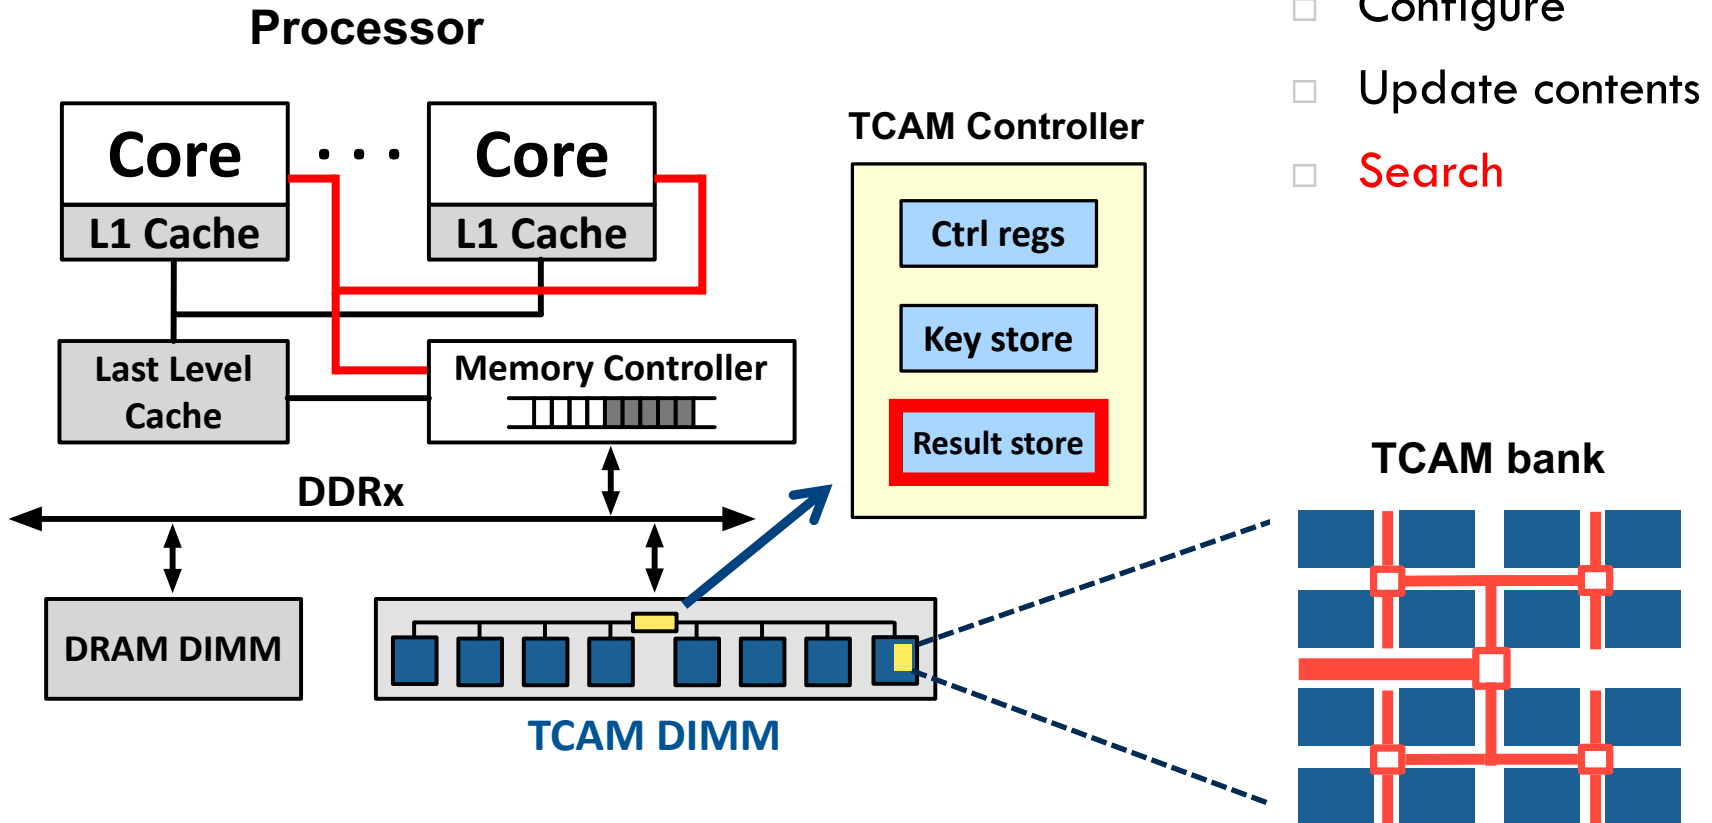 Processor
Configure
Update contents
Search
Core
. . .
Core
L1 Cache
L1 Cache
TCAM Controller
Ctrl regs
Key store
Result store
Last Level
Cache
Memory Controller
DDRx
DRAM DIMM
TCAM DIMM
TCAM bank